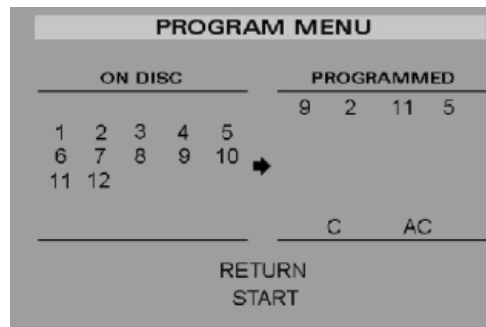 PROGRAM MENU
ON DISC
1 2 3 4 5
6 7 8 9 10
11 12
PROGRAMMED
9 2 11 5
C AC
RETURN
START